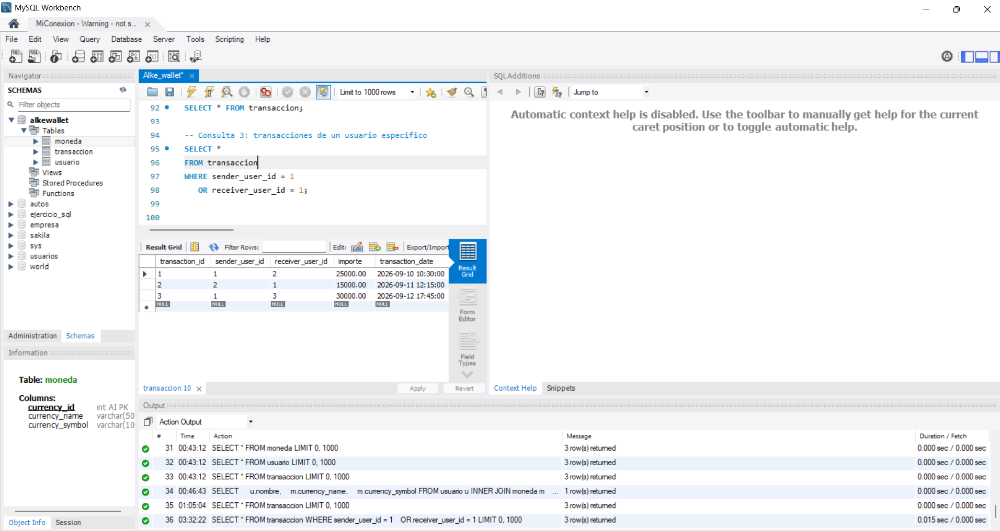 MySQL Workbench
MiConexion - Warning - not s...
File Edit View Query Database Server Tools Scripting Help
Navigator
SCHEMAS
Filter objects
alkewallet
Tables
moneda
transaccion
usuario
Views
Stored Procedures
Functions
autos
ejercicio_sql
empresa
sakila
sys
usuarios
world
Administration Schemas
Information
Table: moneda
Columns:
currency_id int AI PK
currency_name varchar(50
currency_symbol varchar(10
Object Info Session
Alke_wallet*
Limit to 1000 rows
92 SELECT * FROM transaccion;
93
94 -- Consulta 3: transacciones de un usuario especifico
95 SELECT *
96 FROM transaccion
97 WHERE sender_user_id = 1
98 OR receiver_user_id = 1;
99
100
Result Grid Filter Rows: Edit: Export/Import
transaction_id sender_user_id receiver_user_id importe transaction_date
1 1 2 25000.00 2026-09-10 10:30:00
2 2 1 15000.00 2026-09-11 12:15:00
3 1 3 30000.00 2026-09-12 17:45:00
NULL NULL NULL NULL NULL
Result
Grid
Form
Editor
Field
Types
transaccion 10 Apply Revert
SQLAdditions
Jump to
Automatic context help is disabled. Use the toolbar to manually get help for the current
caret position or to toggle automatic help.
Context Help Snippets
Output
Action Output
# Time Action Message Duration / Fetch
31 00:43:12 SELECT * FROM moneda LIMIT 0, 1000 3 row(s) returned 0.000 sec / 0.000 sec
32 00:43:12 SELECT * FROM usuario LIMIT 0, 1000 3 row(s) returned 0.000 sec / 0.000 sec
33 00:43:12 SELECT * FROM transaccion LIMIT 0, 1000 3 row(s) returned 0.000 sec / 0.000 sec
34 00:46:43 SELECT u.nombre, m.currency_name, m.currency_symbol FROM usuario u INNER JOIN moneda m ... 1 row(s) returned 0.000 sec / 0.000 sec
35 01:05:04 SELECT * FROM transaccion LIMIT 0, 1000 3 row(s) returned 0.000 sec / 0.000 sec
36 03:32:22 SELECT * FROM transaccion WHERE sender_user_id = 1 OR receiver_user_id = 1 LIMIT 0, 1000 3 row(s) returned 0.015 sec / 0.000 sec